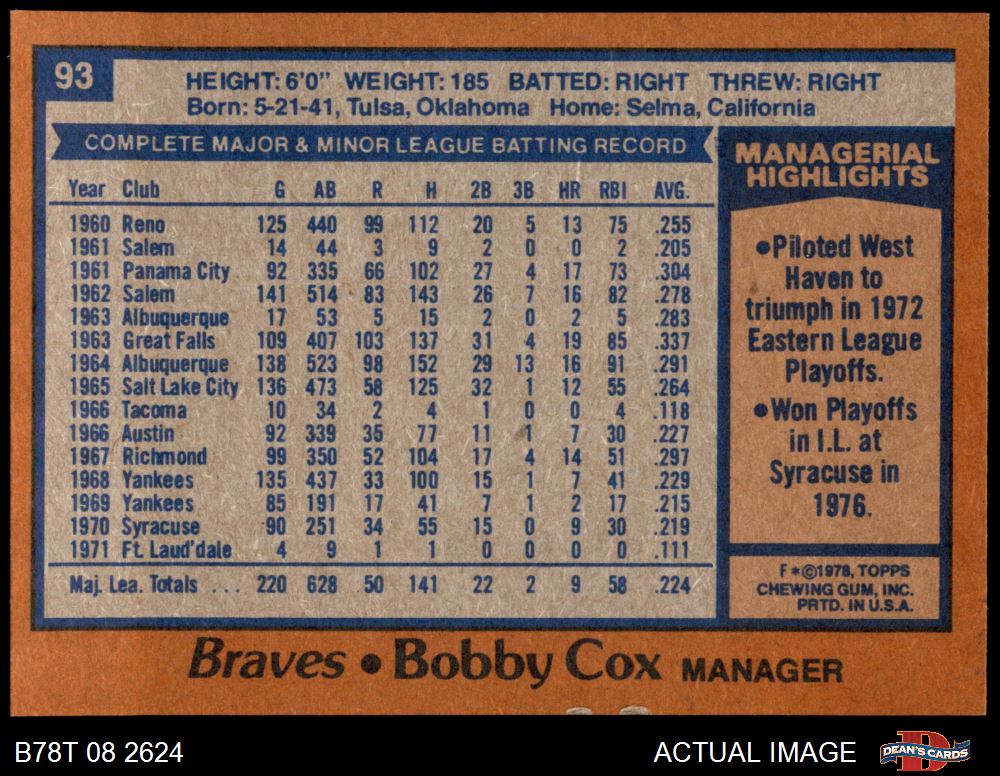 93
HEIGHT: 6'0" WEIGHT: 185 BATTED: RIGHT THREW: RIGHT
Born: 5-21-41, Tulsa, Oklahoma Home: Selma, California
COMPLETE MAJOR & MINOR LEAGUE BATTING RECORD
Year Club G AB R H 2B 3B HR RBI AVG.
1960 Reno 125 440 99 112 20 5 13 75 .255
1961 Salem 14 44 3 9 2 0 0 2 .205
1961 Panama City 92 335 66 102 27 4 17 73 .304
1962 Salem 141 514 83 143 26 7 16 82 .278
1963 Albuquerque 17 53 5 15 2 0 2 5 .283
1963 Great Falls 109 407 103 137 31 4 19 85 .337
1964 Albuquerque 138 523 98 152 29 13 16 91 .291
1965 Salt Lake City 136 473 58 125 32 1 12 55 .264
1966 Tacoma 10 34 2 4 1 0 0 4 .118
1966 Austin 92 339 35 77 11 1 7 30 .227
1967 Richmond 99 350 52 104 17 4 14 51 .297
1968 Yankees 135 437 33 100 15 1 7 41 .229
1969 Yankees 85 191 17 41 7 1 2 17 .215
1970 Syracuse 90 251 34 55 15 0 9 30 .219
1971 Ft. Laud'dale 4 9 1 1 0 0 0 0 .111
Maj. Lea. Totals ... 220 628 50 141 22 2 9 58 .224
MANAGERIAL
HIGHLIGHTS
•Piloted West
Haven to
triumph in 1972
Eastern League
Playoffs.
•Won Playoffs
in I.L. at
Syracuse in
1976.
F*©1978, TOPPS
CHEWING GUM, INC.
PRTD. IN U.S.A.
Braves • Bobby Cox MANAGER
B78T 08 2624
ACTUAL IMAGE
D
DEAN'S CARDS